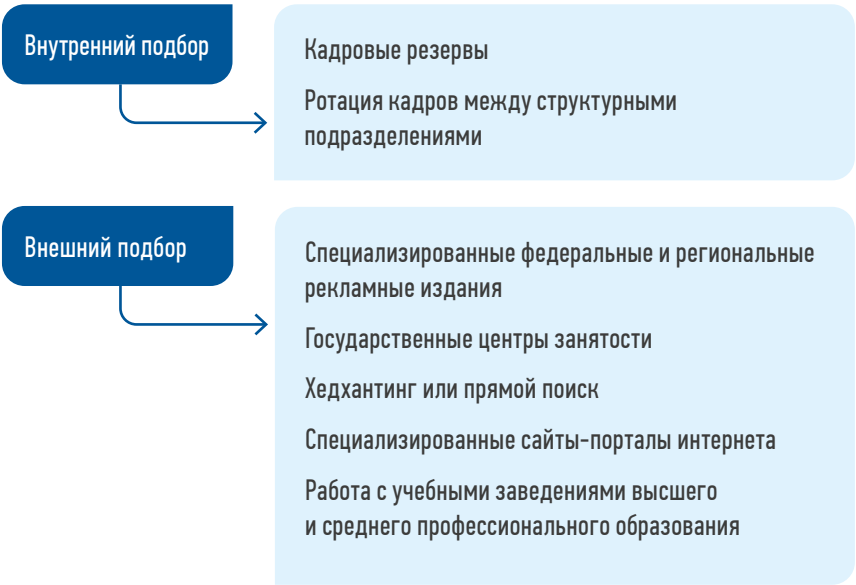 Внутренний подбор
Кадровые резервы
Ротация кадров между структурными
подразделениями
Внешний подбор
Специализированные федеральные и региональные
рекламные издания
Государственные центры занятости
Хедхантинг или прямой поиск
Специализированные сайты-порталы интернета
Работа с учебными заведениями высшего
и среднего профессионального образования